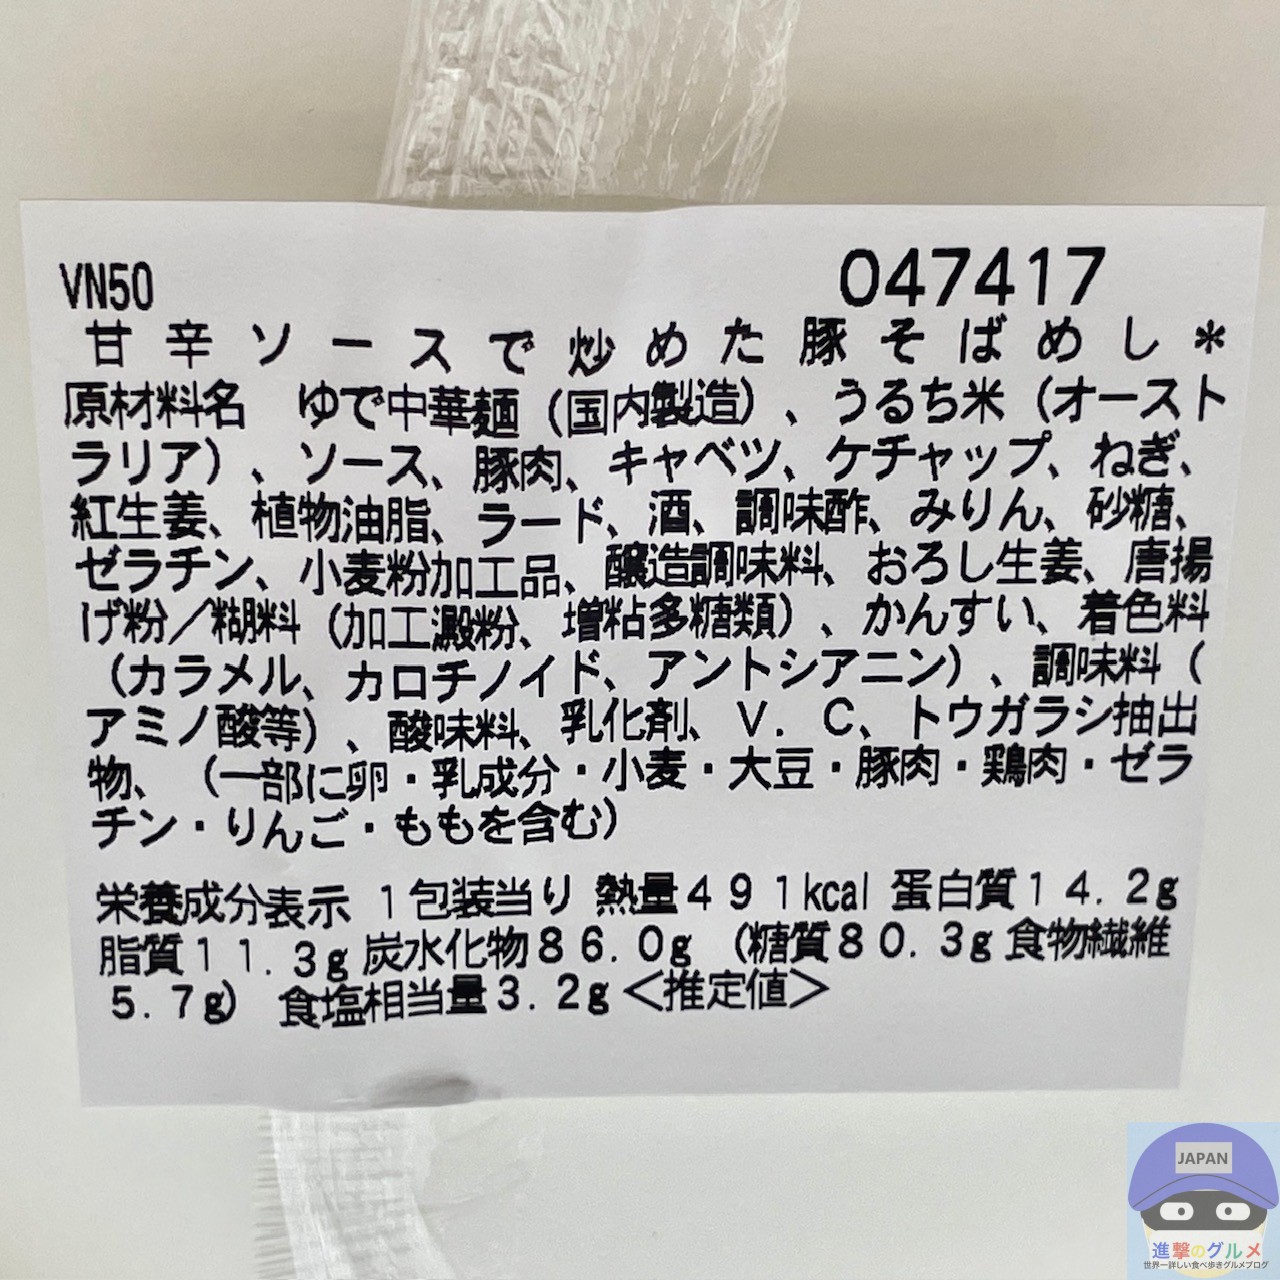 VN50 047417
甘辛ソースで炒めた豚そばめし＊
原材料名 ゆで中華麺（国内製造）、うるち米（オースト
ラリア）、ソース、豚肉、キャベツ、ケチャップ、ねぎ、
紅生姜、植物油脂、ラード、酒、調味酢、みりん、砂糖、
ゼラチン、小麦粉加工品、醸造調味料、おろし生姜、唐揚
げ粉／糊料（加工澱粉、増粘多糖類）、かんすい、着色料
（カラメル、カロチノイド、アントシアニン）、調味料（
アミノ酸等）、酸味料、乳化剤、Ｖ．Ｃ、トウガラシ抽出
物、（一部に卵・乳成分・小麦・大豆・豚肉・鶏肉・ゼラ
チン・りんご・ももを含む）
栄養成分表示 １包装当り 熱量４９１kcal 蛋白質１４．２g
脂質１１．３g 炭水化物８６．０g （糖質８０．３g 食物繊維
５．７g） 食塩相当量３．２g＜推定値＞
JAPAN
進撃のグルメ
世界一詳しい食べ歩きグルメブログ